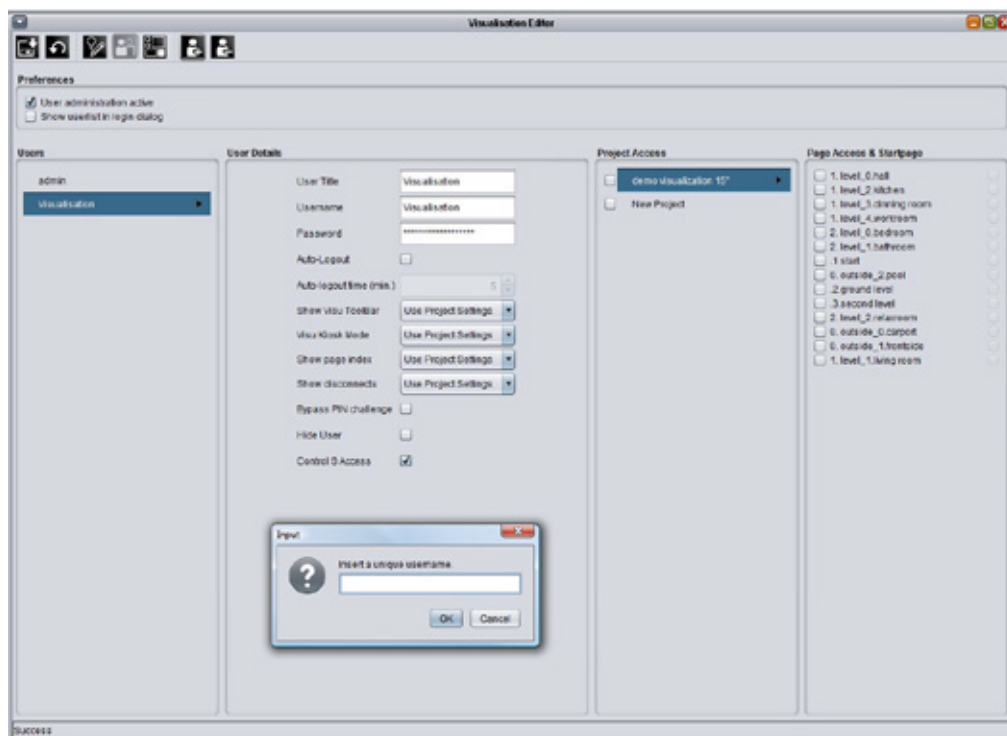 Visualisation Editor
Preferences
User administration active
Show userlist in login dialog
Users
admin
Visualisation
User Details
User Title
Visualisation
Username
Visualisation
Password
******************
Auto-Logout
Auto-logout time (min.)
5
Show Visu Toolbar
Use Project Settings
Visu Kiosk Mode
Use Project Settings
Show page index
Use Project Settings
Show disconnects
Use Project Settings
Bypass PIN challenge
Hide User
Control 9 Access
Project Access
demo visualization 15"
New Project
Page Access & Startpage
1. level_0.hall
1. level_2.kitchen
1. level_3.dinning room
1. level_4.workroom
2. level_0.bedroom
2. level_1.bathroom
.1 start
0. outside_2.pool
.2 ground level
.3 second level
2. level_2.relaxroom
0. outside_0.carport
0. outside_1.frontside
1. level_1.living room
Input
Insert a unique username.
OK
Cancel
Success